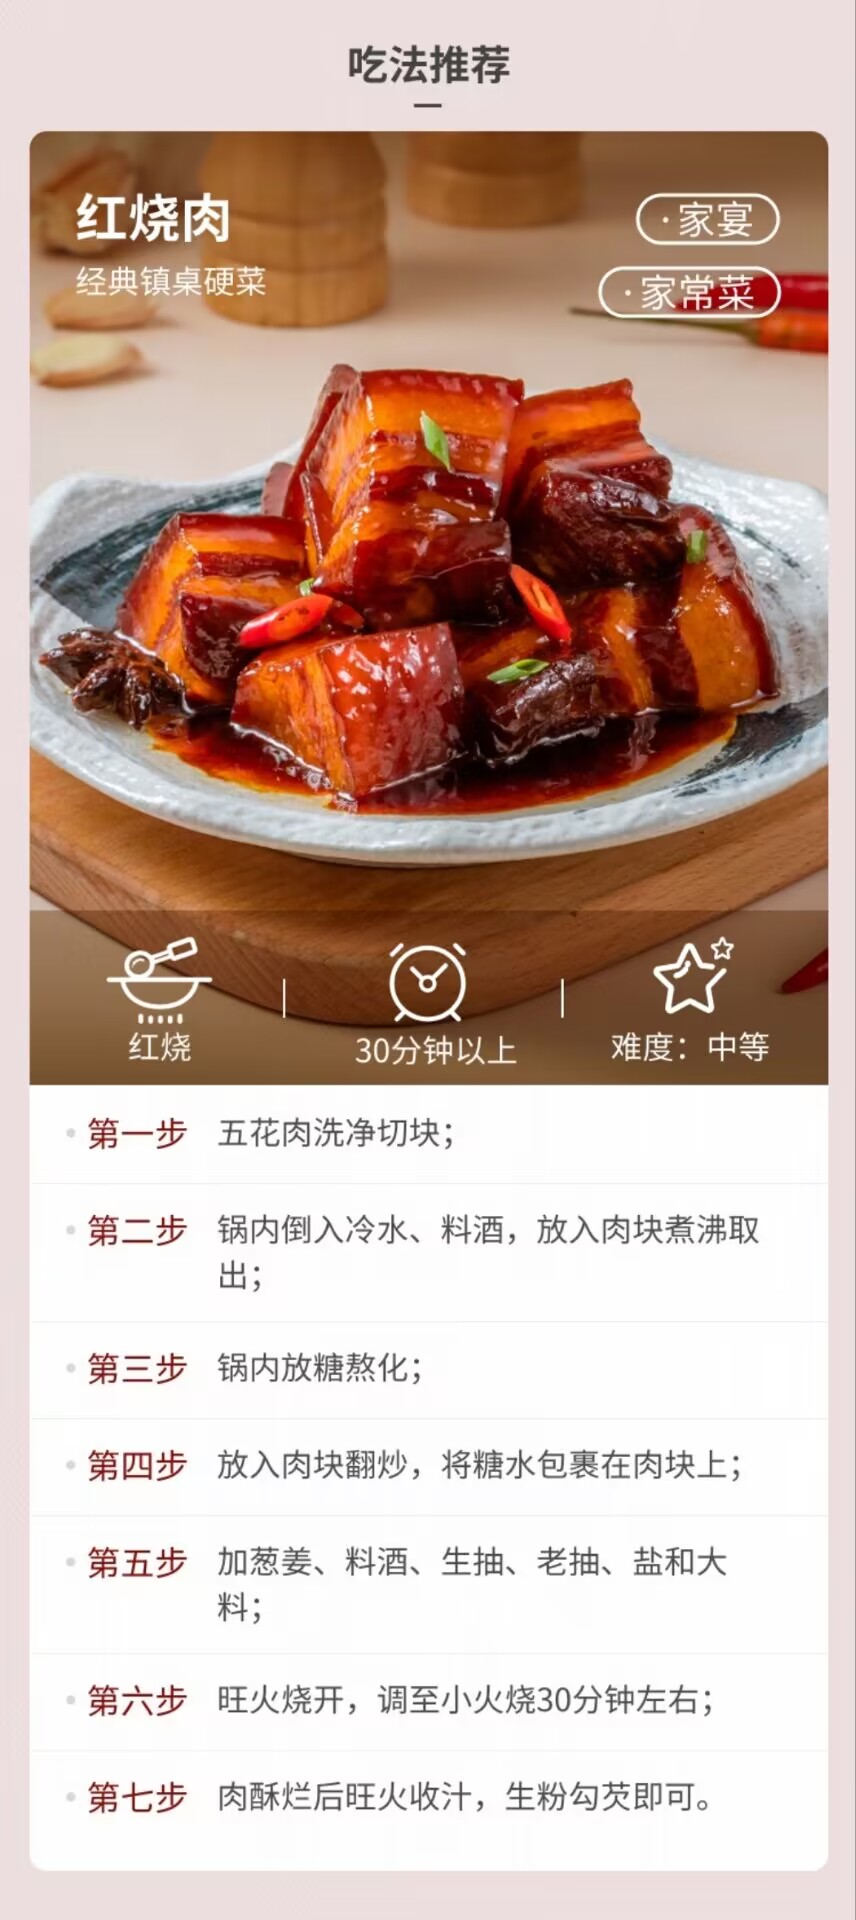 吃法推荐
红烧肉
·家宴
经典镇桌硬菜
·家常菜
红烧
30分钟以上
难度：中等
第一步 五花肉洗净切块；
第二步 锅内倒入冷水、料酒，放入肉块煮沸取
出；
第三步 锅内放糖熬化；
第四步 放入肉块翻炒，将糖水包裹在肉块上；
第五步 加葱姜、料酒、生抽、老抽、盐和大
料；
第六步 旺火烧开，调至小火烧30分钟左右；
第七步 肉酥烂后旺火收汁，生粉勾芡即可。